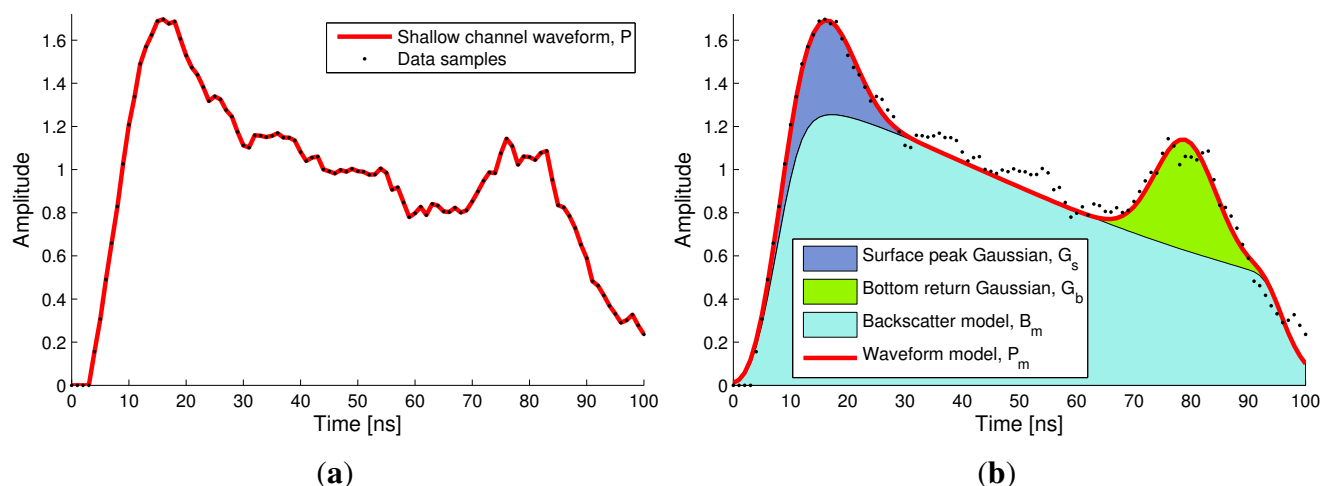 Amplitude
1.6
1.4
1.2
1
0.8
0.6
0.4
0.2
0
0 10 20 30 40 50 60 70 80 90 100
Time [ns]
Shallow channel waveform, P
Data samples
(a)
Amplitude
1.6
1.4
1.2
1
0.8
0.6
0.4
0.2
0
0 10 20 30 40 50 60 70 80 90 100
Time [ns]
Surface peak Gaussian, Gs
Bottom return Gaussian, Gb
Backscatter model, Bm
Waveform model, Pm
(b)